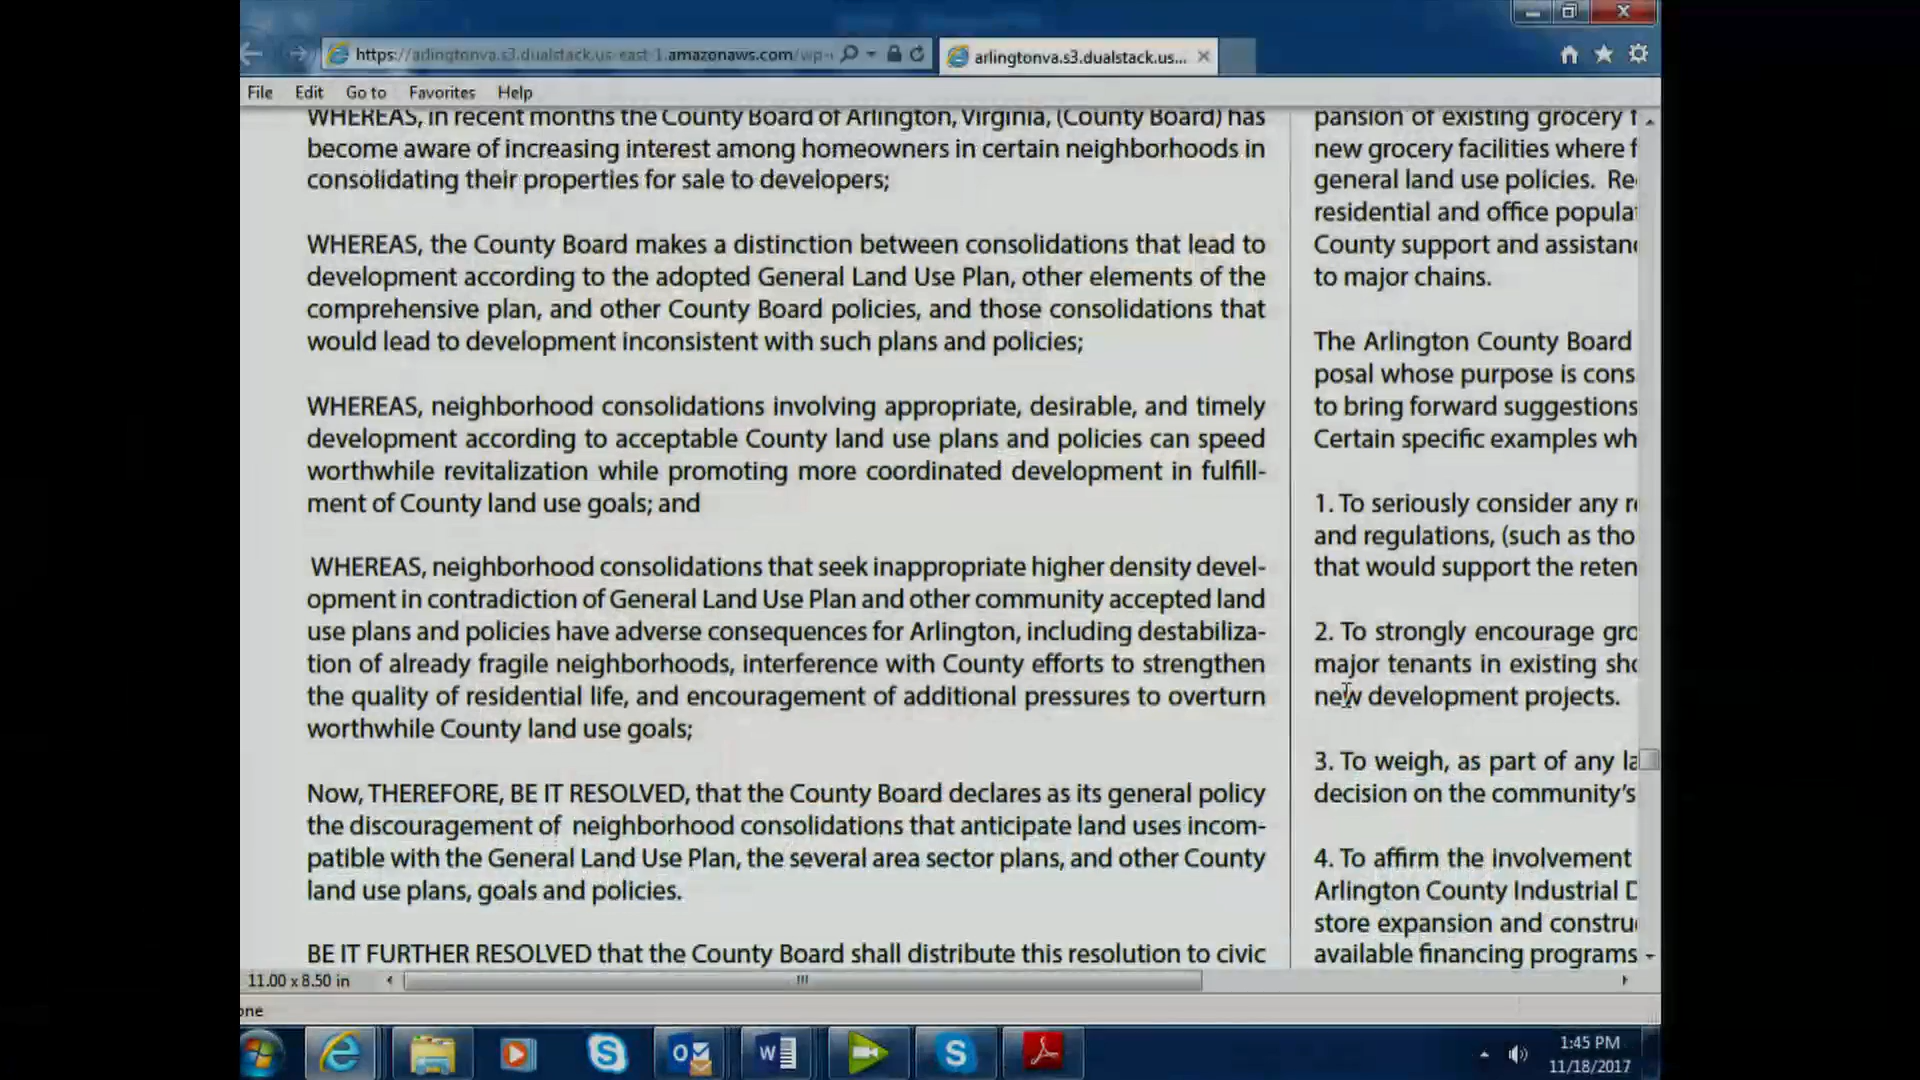 https://arlingtonva.s3.dualstack.us-east-1.amazonaws.com/wp-
arlingtonva.s3.dualstack.us...
File Edit Go to Favorites Help
WHEREAS, in recent months the County Board of Arlington, Virginia, (County Board) has
become aware of increasing interest among homeowners in certain neighborhoods in
consolidating their properties for sale to developers;
WHEREAS, the County Board makes a distinction between consolidations that lead to
development according to the adopted General Land Use Plan, other elements of the
comprehensive plan, and other County Board policies, and those consolidations that
would lead to development inconsistent with such plans and policies;
WHEREAS, neighborhood consolidations involving appropriate, desirable, and timely
development according to acceptable County land use plans and policies can speed
worthwhile revitalization while promoting more coordinated development in fulfill-
ment of County land use goals; and
WHEREAS, neighborhood consolidations that seek inappropriate higher density devel-
opment in contradiction of General Land Use Plan and other community accepted land
use plans and policies have adverse consequences for Arlington, including destabiliza-
tion of already fragile neighborhoods, interference with County efforts to strengthen
the quality of residential life, and encouragement of additional pressures to overturn
worthwhile County land use goals;
Now, THEREFORE, BE IT RESOLVED, that the County Board declares as its general policy
the discouragement of neighborhood consolidations that anticipate land uses incom-
patible with the General Land Use Plan, the several area sector plans, and other County
land use plans, goals and policies.
BE IT FURTHER RESOLVED that the County Board shall distribute this resolution to civic
pansion of existing grocery f
new grocery facilities where f
general land use policies. Re
residential and office populat
County support and assistan
to major chains.
The Arlington County Board
posal whose purpose is cons
to bring forward suggestions
Certain specific examples wh
1. To seriously consider any r
and regulations, (such as tho
that would support the reten
2. To strongly encourage gro
major tenants in existing sho
new development projects.
3. To weigh, as part of any la
decision on the community's
4. To affirm the involvement
Arlington County Industrial D
store expansion and constru
available financing programs
11.00 x 8.50 in
one
1:45 PM
11/18/2017